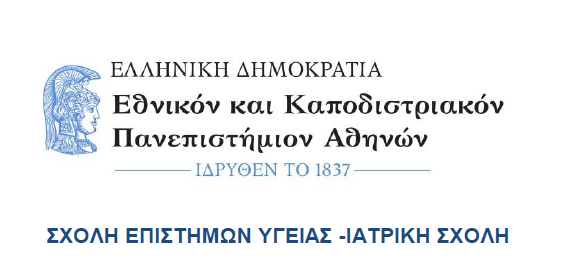 ΕΛΛΗΝΙΚΗ ΔΗΜΟΚΡΑΤΙΑ
Εθνικόν και Καποδιστριακόν
Πανεπιστήμιον Αθηνών
ΙΔΡΥΘΕΝ ΤΟ 1837
ΣΧΟΛΗ ΕΠΙΣΤΗΜΩΝ ΥΓΕΙΑΣ -ΙΑΤΡΙΚΗ ΣΧΟΛΗ